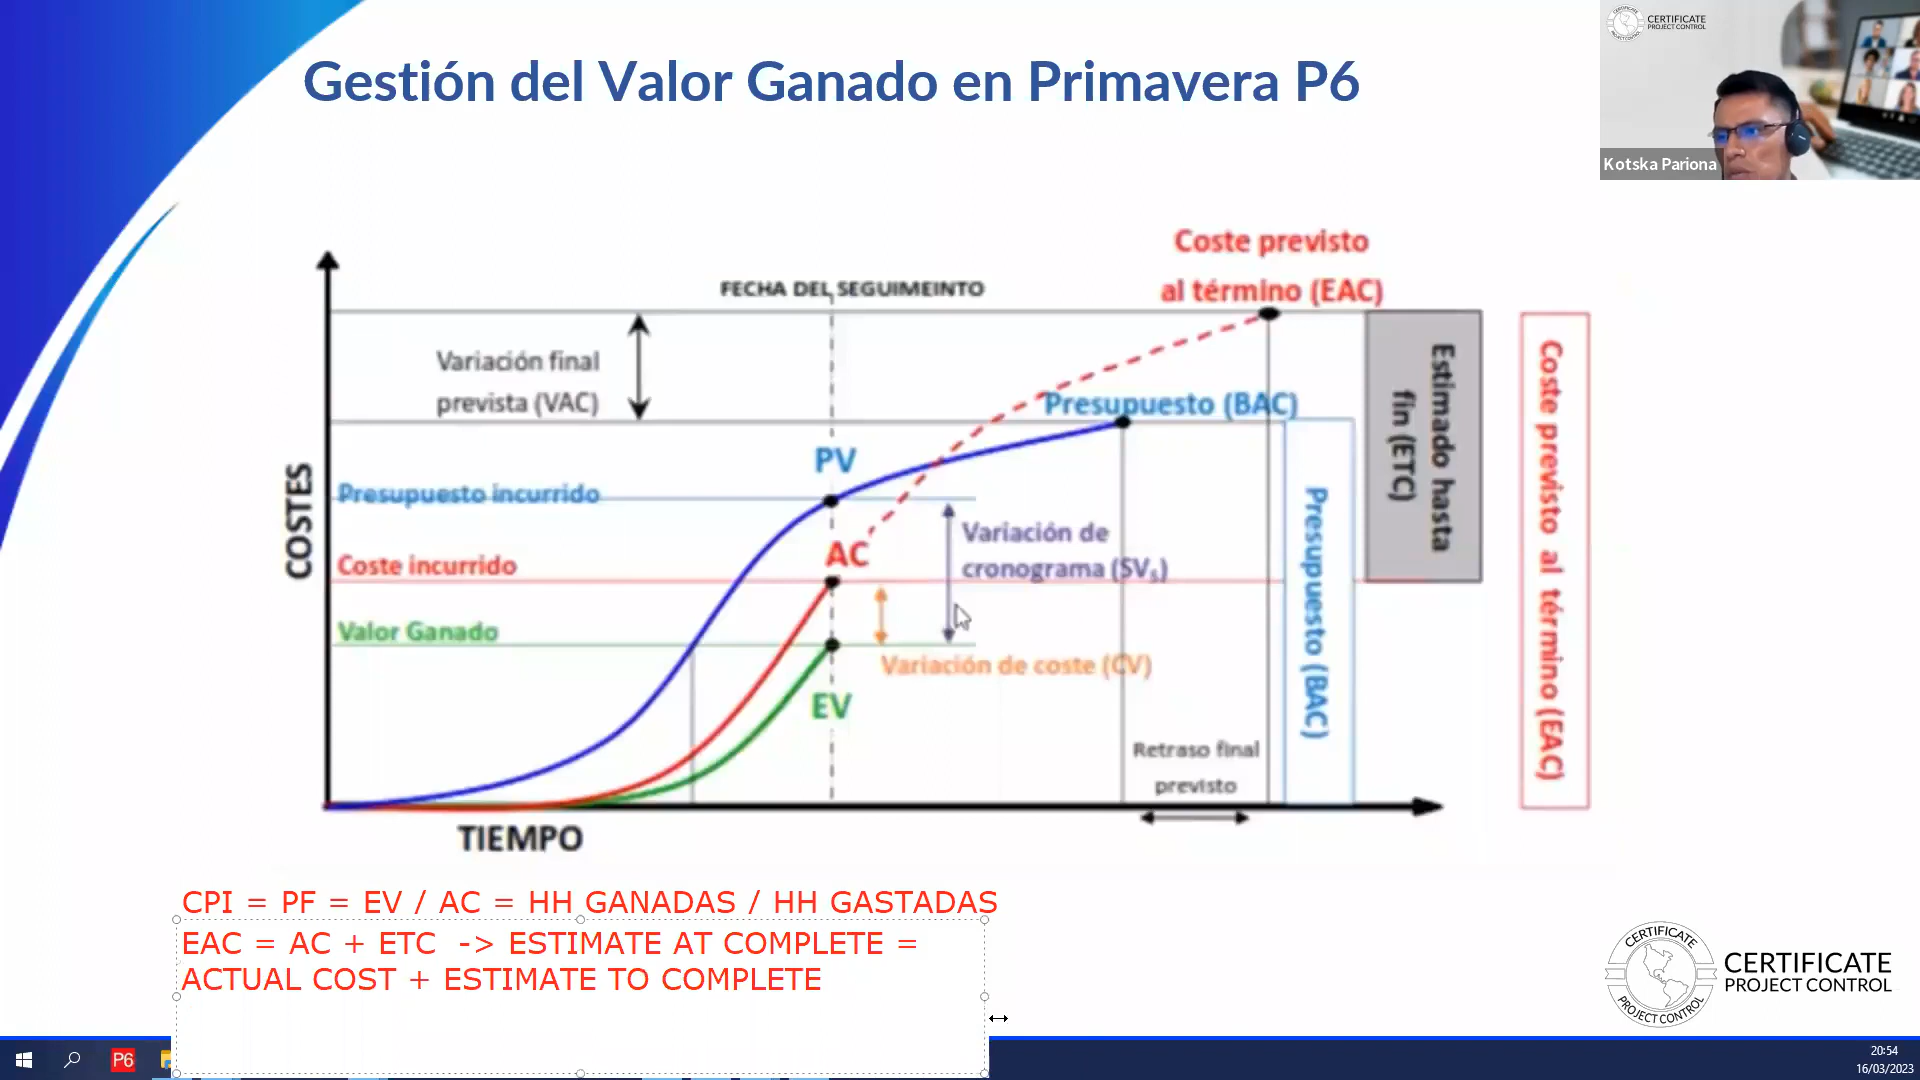 Gestión del Valor Ganado en Primavera P6
CERTIFICATE
PROJECT CONTROL
Kotska Pariona
Coste previsto
al término (EAC)
FECHA DEL SEGUIMEINTO
Variación final
prevista (VAC)
Presupuesto (BAC)
PV
Presupuesto incurrido
Variación de
cronograma (SV$)
AC
Coste incurrido
Valor Ganado
Variación de coste (CV)
EV
Retraso final
previsto
COSTES
TIEMPO
Presupuesto (BAC)
Estimado hasta
fin (ETC)
Coste previsto al término (EAC)
CPI = PF = EV / AC = HH GANADAS / HH GASTADAS
EAC = AC + ETC -> ESTIMATE AT COMPLETE =
ACTUAL COST + ESTIMATE TO COMPLETE
CERTIFICATE
PROJECT CONTROL
CERTIFICATE
PROJECT CONTROL
P6
20:54
16/03/2023